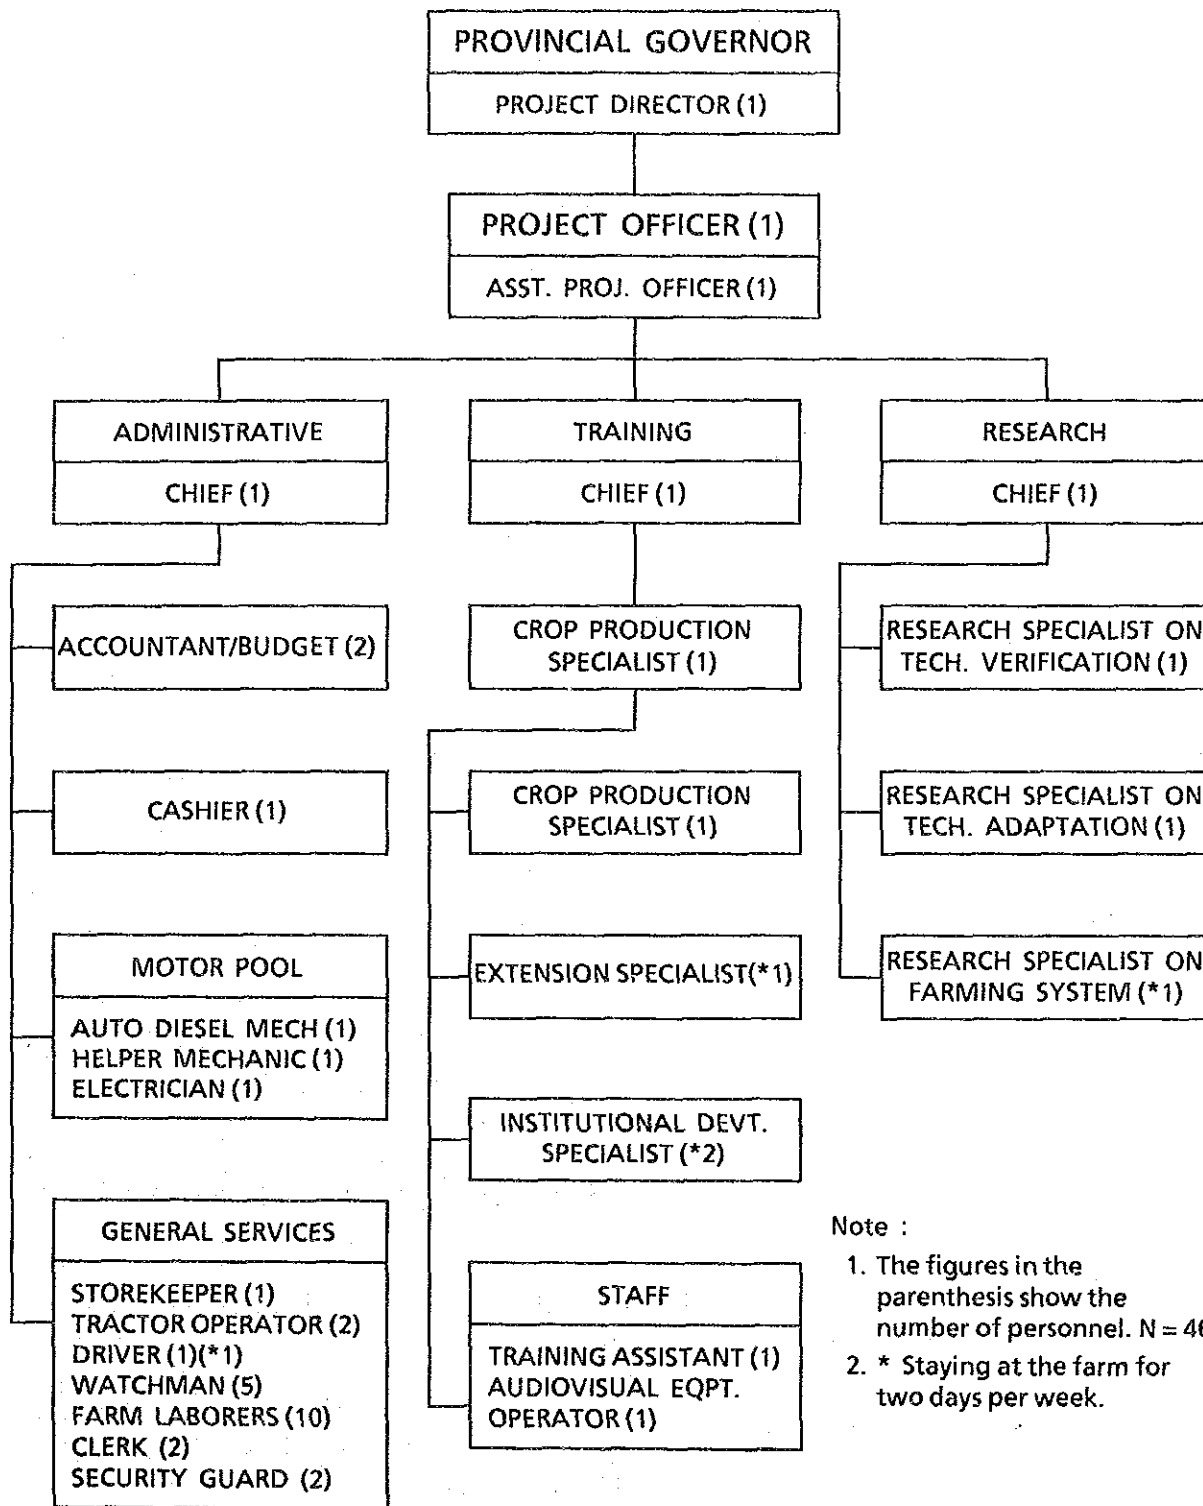 PROVINCIAL GOVERNOR
PROJECT DIRECTOR (1)
PROJECT OFFICER (1)
ASST. PROJ. OFFICER (1)
ADMINISTRATIVE
CHIEF (1)
ACCOUNTANT/BUDGET (2)
CASHIER (1)
MOTOR POOL
AUTO DIESEL MECH (1)
HELPER MECHANIC (1)
ELECTRICIAN (1)
GENERAL SERVICES
STOREKEEPER (1)
TRACTOR OPERATOR (2)
DRIVER (1)(*1)
WATCHMAN (5)
FARM LABORERS (10)
CLERK (2)
SECURITY GUARD (2)
TRAINING
CHIEF (1)
CROP PRODUCTION
SPECIALIST (1)
CROP PRODUCTION
SPECIALIST (1)
EXTENSION SPECIALIST(*1)
INSTITUTIONAL DEVT.
SPECIALIST (*2)
STAFF
TRAINING ASSISTANT (1)
AUDIOVISUAL EQPT.
OPERATOR (1)
RESEARCH
CHIEF (1)
RESEARCH SPECIALIST ON
TECH. VERIFICATION (1)
RESEARCH SPECIALIST ON
TECH. ADAPTATION (1)
RESEARCH SPECIALIST ON
FARMING SYSTEM (*1)
Note :
1. The figures in the
parenthesis show the
number of personnel. N =
2. * Staying at the farm for
two days per week.